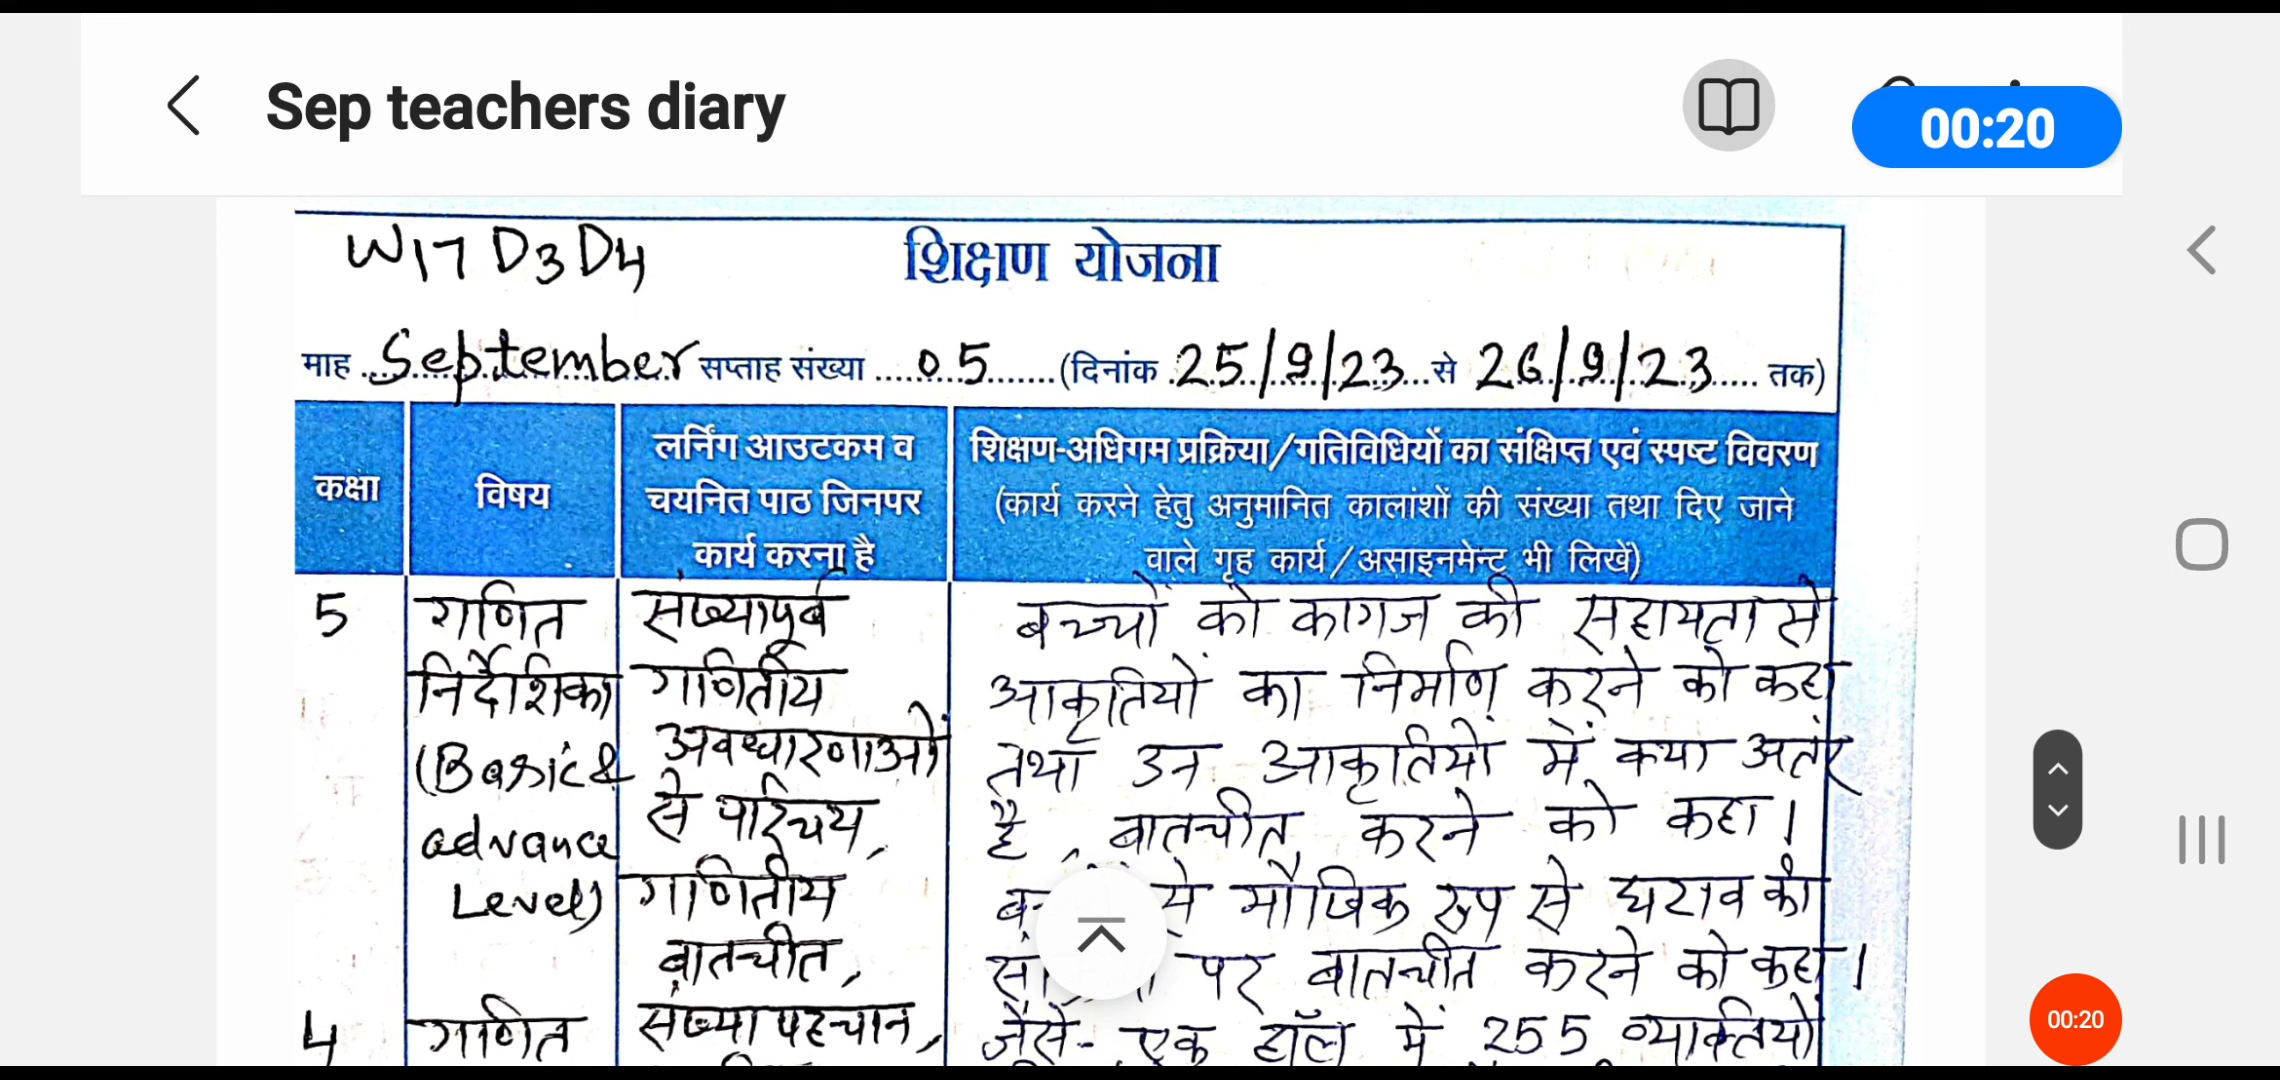 Sep teachers diary
00:20
W17 D3 D4 शिक्षण योजना
माह September सप्ताह संख्या 05 (दिनांक 25/9/23 से 26/9/23 तक)
कक्षा
विषय
लर्निंग आउटकम व
चयनित पाठ जिनपर
कार्य करना है
शिक्षण-अधिगम प्रक्रिया/गतिविधियों का संक्षिप्त एवं स्पष्ट विवरण
(कार्य करने हेतु अनुमानित कालांशों की संख्या तथा दिए जाने
वाले गृह कार्य/असाइनमेन्ट भी लिखें)
5
गणित
निर्देशिका
(Basic &
advance
Level)
संख्यापूर्व
गणितीय
अवधारणाओं
से परिचय,
गणितीय
बातचीत,
बच्चों को कागज की सहायता से
आकृतियों का निर्माण करने को कहा
तथा उन आकृतियों में क्या अतंर
है, बातचीत करने को कहा।
से मौखिक रूप से घटाव की
पर बातचीत करने को कहा।
4
गणित
संख्या पहचान,
जैसे- एक हॉल में 255 व्यक्तियों
00:20